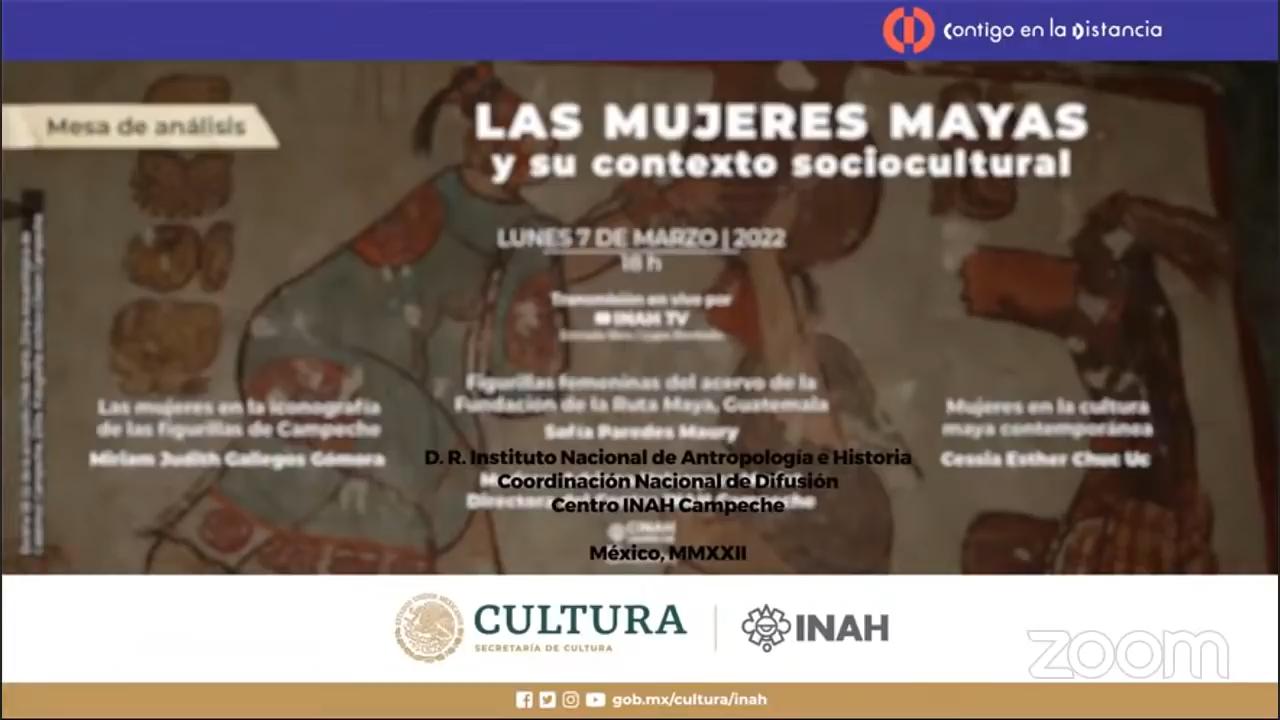 Contigo en la Distancia
Mesa de análisis
LAS MUJERES MAYAS
y su contexto sociocultural
LUNES 7 DE MARZO | 2022
18 h
Transmisión en vivo por
INAH TV
Las mujeres en la iconografía
de las figurillas de Campeche
Miriam Judith Gallegos Gómora
Figurillas femeninas del acervo de la
Fundación de la Ruta Maya, Guatemala
Sofía Paredes Maury
Mujeres en la cultura
maya contemporánea
Cessia Esther Chuc Uc
D. R. Instituto Nacional de Antropología e Historia
Coordinación Nacional de Difusión
Centro INAH Campeche
México, MMXXII
CULTURA
SECRETARÍA DE CULTURA
INAH
zoom
gob.mx/cultura/inah